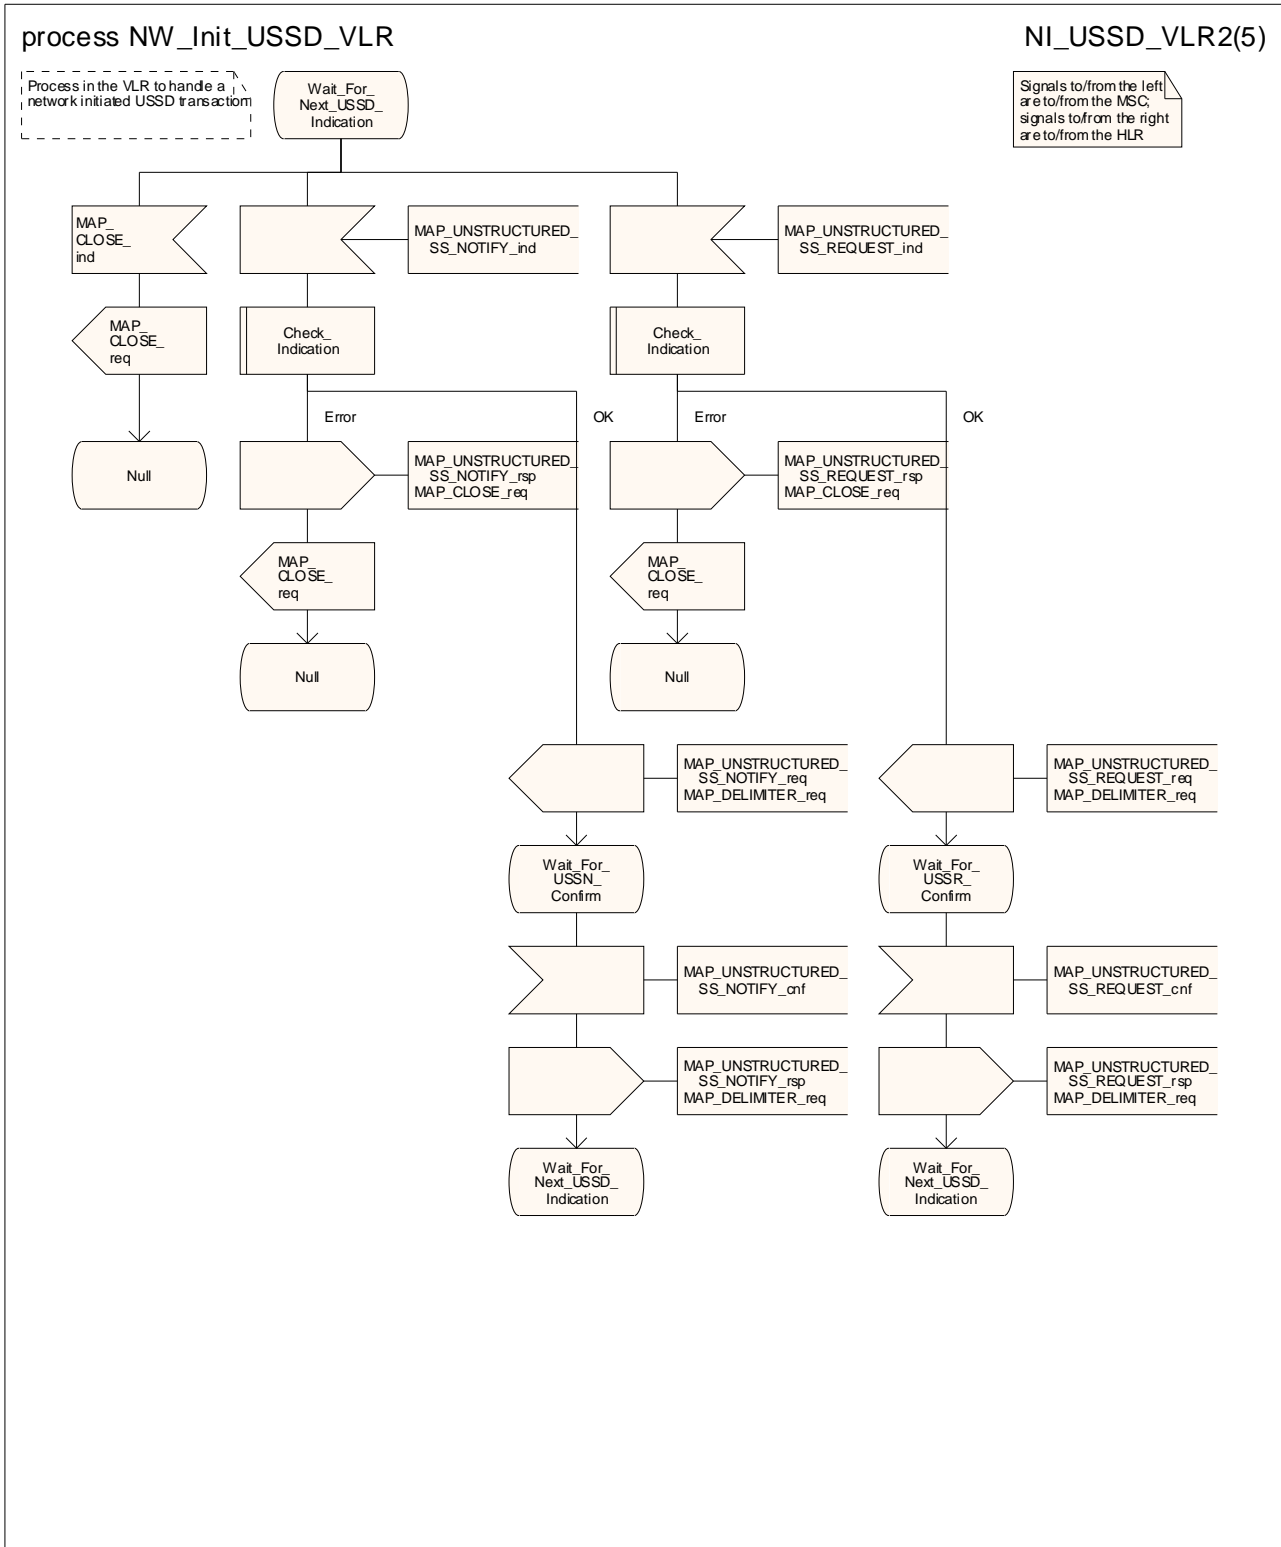 process NW_Init_USSD_VLR
NI_USSD_VLR2(5)
Process in the VLR to handle a
network initiated USSD transaction
Wait_For_
Next_USSD_
Indication
Signals to/from the left
are to/from the MSC;
signals to/from the right
are to/from the HLR
MAP_
CLOSE_
ind
MAP_UNSTRUCTURED_
SS_NOTIFY_ind
MAP_UNSTRUCTURED_
SS_REQUEST_ind
MAP_
CLOSE_
req
Check_
Indication
Check_
Indication
Error
OK
Error
OK
Null
MAP_UNSTRUCTURED_
SS_NOTIFY_rsp
MAP_CLOSE_req
MAP_UNSTRUCTURED_
SS_REQUEST_rsp
MAP_CLOSE_req
MAP_
CLOSE_
req
MAP_
CLOSE_
req
Null
Null
MAP_UNSTRUCTURED_
SS_NOTIFY_req
MAP_DELIMITER_req
MAP_UNSTRUCTURED_
SS_REQUEST_req
MAP_DELIMITER_req
Wait_For_
USSN_
Confirm
Wait_For_
USSR_
Confirm
MAP_UNSTRUCTURED_
SS_NOTIFY_cnf
MAP_UNSTRUCTURED_
SS_REQUEST_cnf
MAP_UNSTRUCTURED_
SS_NOTIFY_rsp
MAP_DELIMITER_req
MAP_UNSTRUCTURED_
SS_REQUEST_rsp
MAP_DELIMITER_req
Wait_For_
Next_USSD_
Indication
Wait_For_
Next_USSD_
Indication